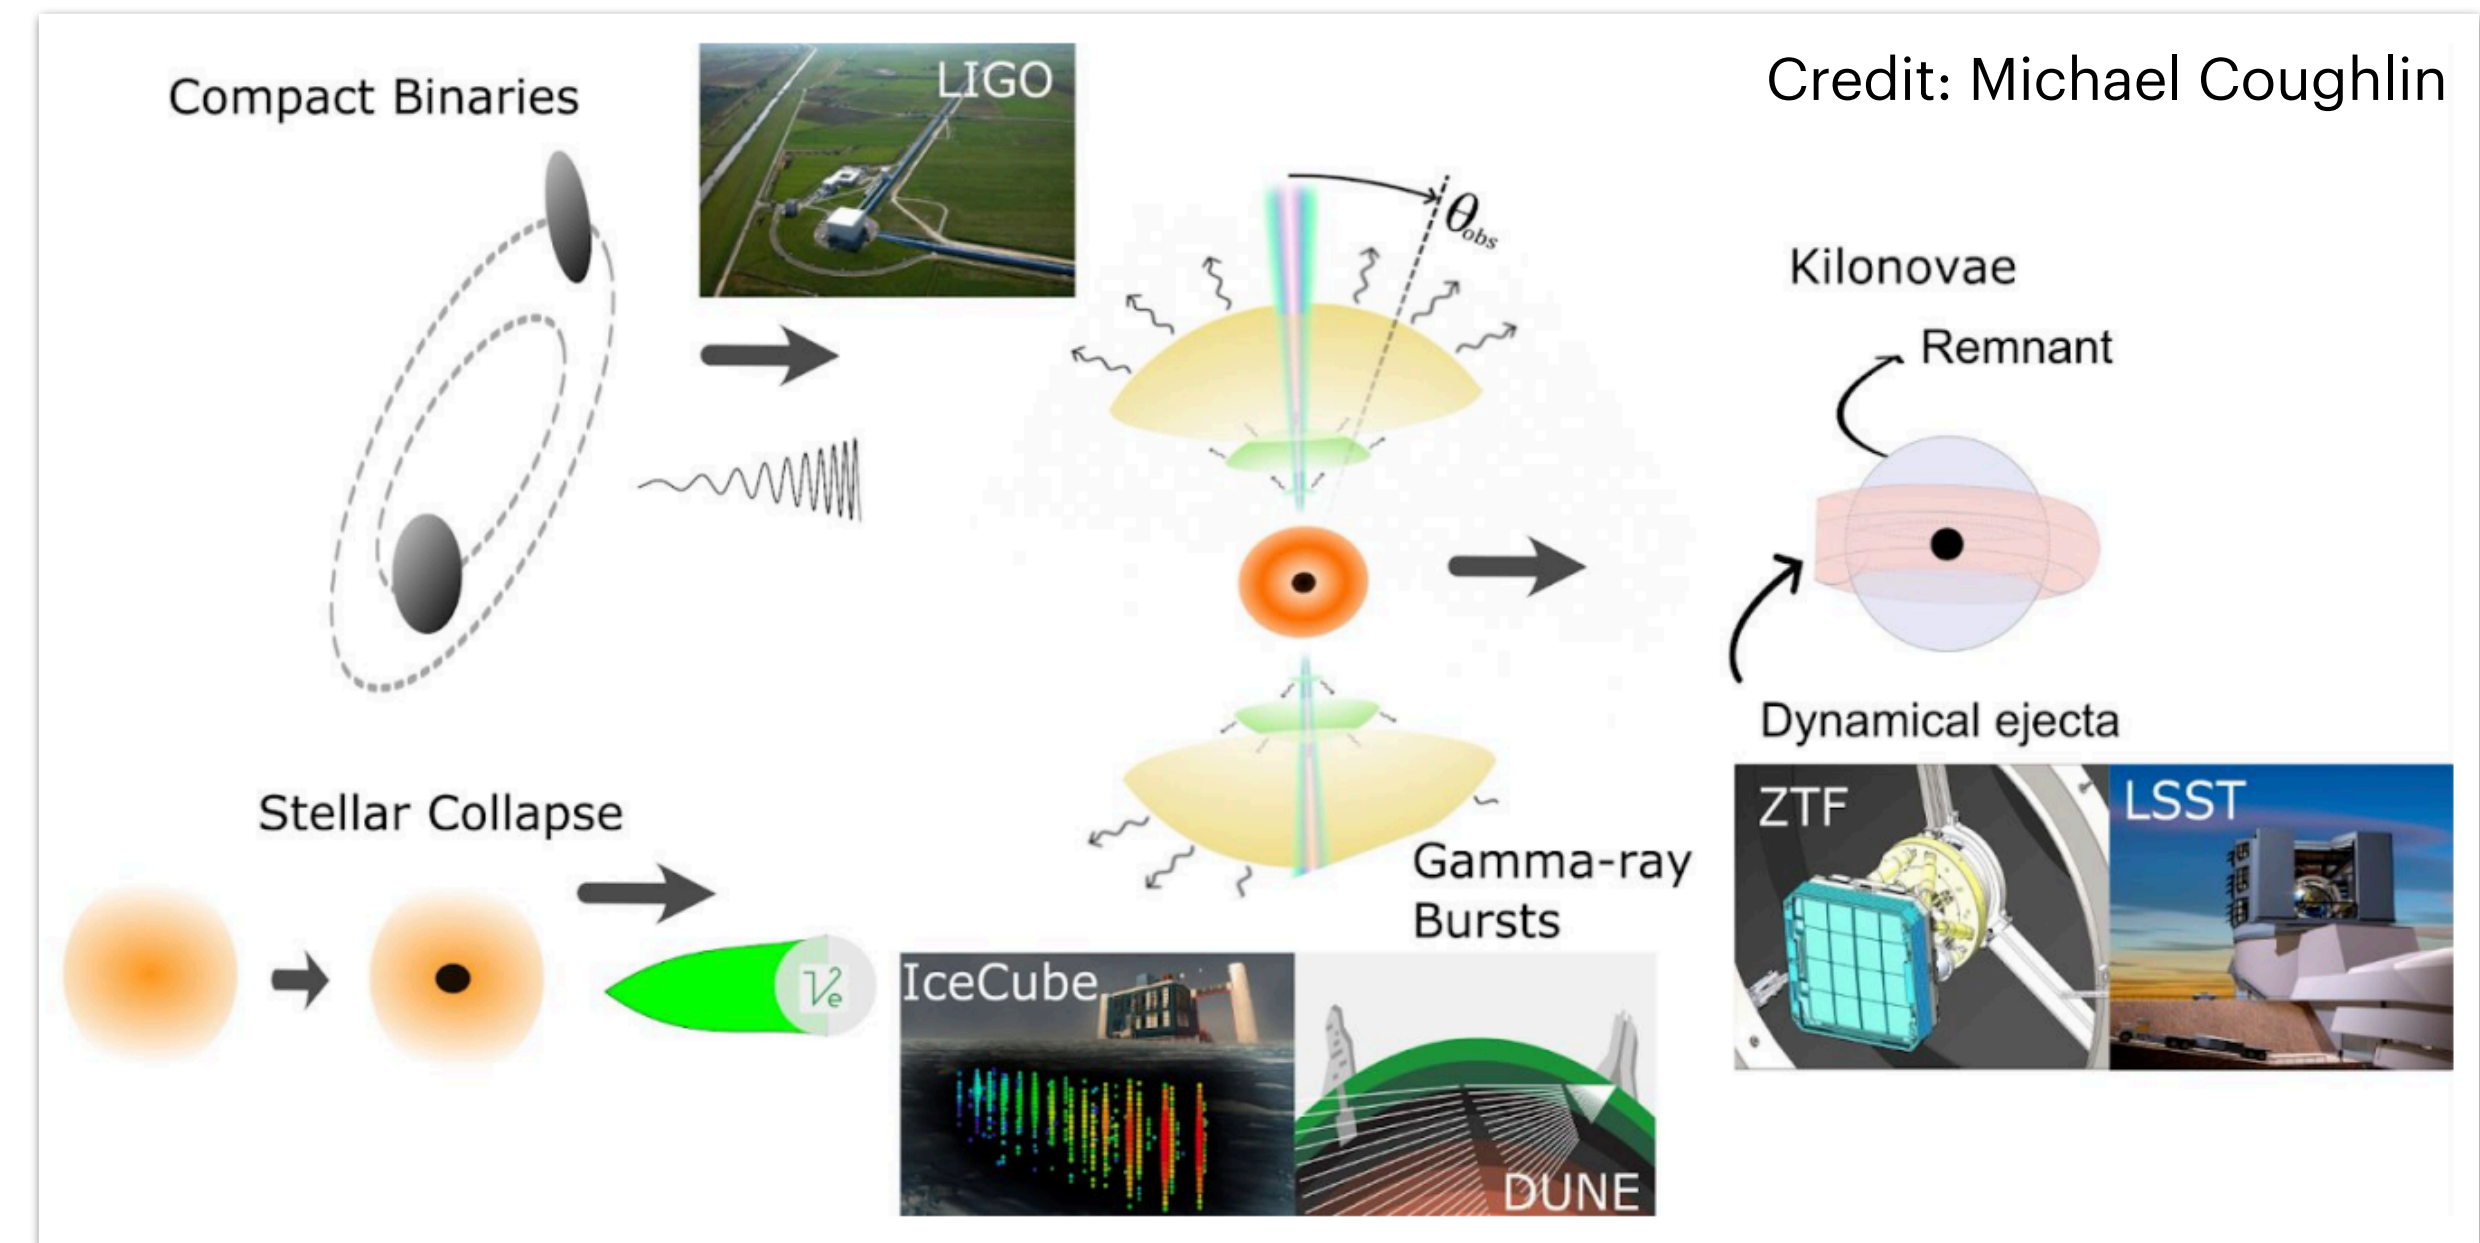 Compact Binaries
LIGO
Credit: Michael Coughlin
θobs
Kilonovae
Remnant
Dynamical ejecta
Stellar Collapse
Gamma-ray
Bursts
ZTF
LSST
νe
IceCube
DUNE